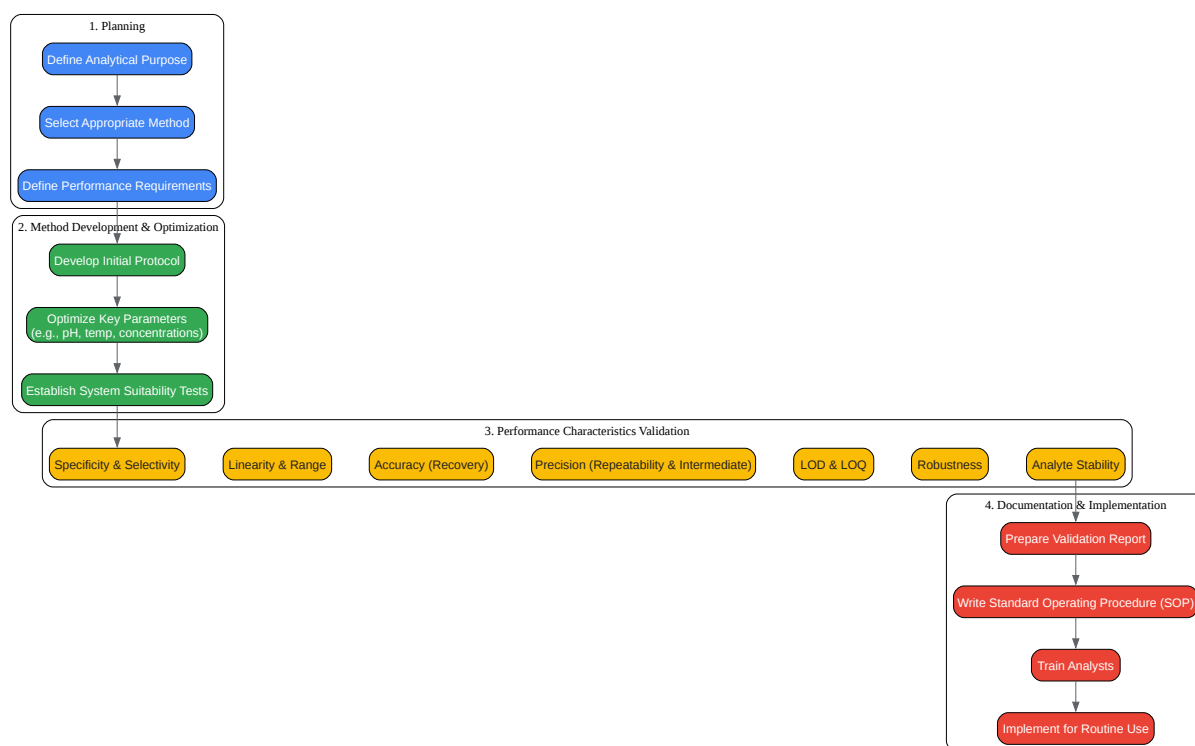 1. Planning
Define Analytical Purpose
Select Appropriate Method
Define Performance Requirements
2. Method Development & Optimization
Develop Initial Protocol
Optimize Key Parameters
(e.g., pH, temp, concentrations)
Establish System Suitability Tests
3. Performance Characteristics Validation
Specificity & Selectivity
Linearity & Range
Accuracy (Recovery)
Precision (Repeatability & Intermediate)
LOD & LOQ
Robustness
Analyte Stability
4. Documentation & Implementation
Prepare Validation Report
Write Standard Operating Procedure (SOP)
Train Analysts
Implement for Routine Use